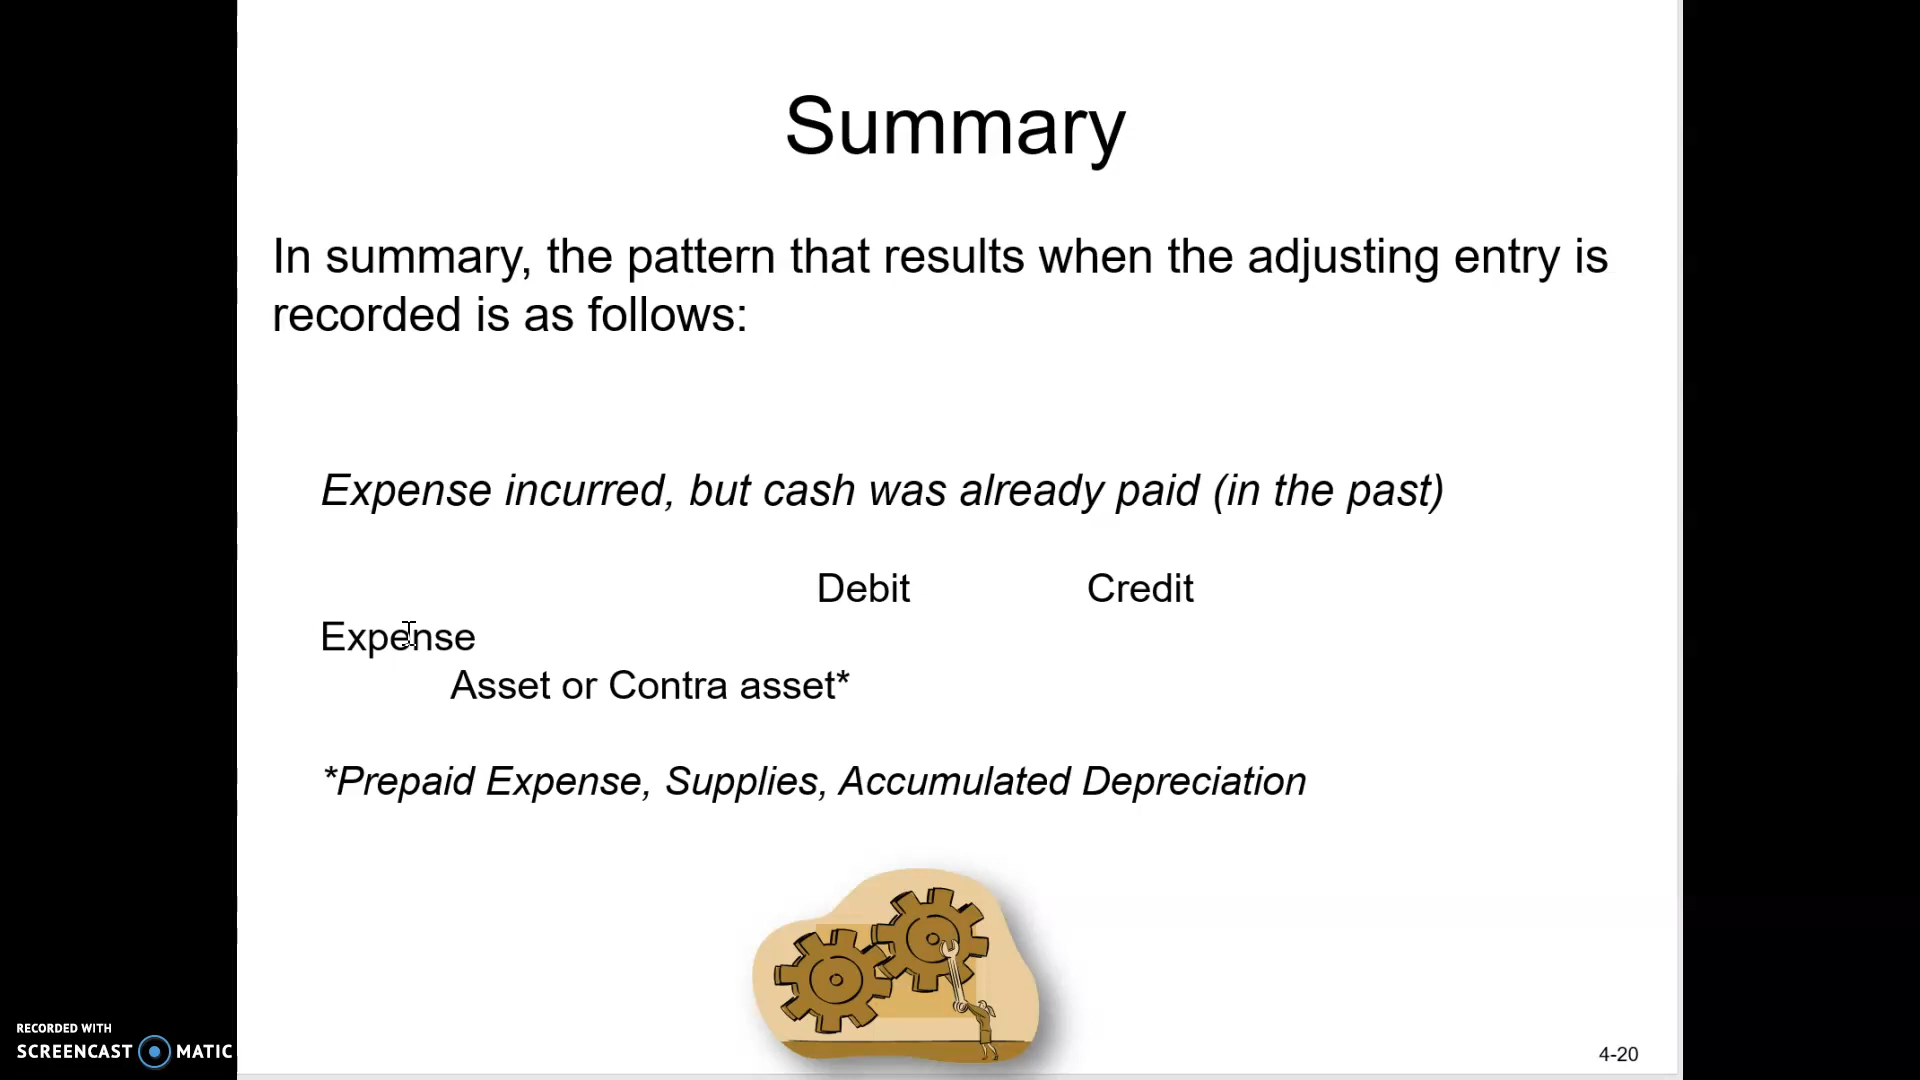 Summary
In summary, the pattern that results when the adjusting entry is
recorded is as follows:
Expense incurred, but cash was already paid (in the past)
Debit Credit
Expense
Asset or Contra asset*
*Prepaid Expense, Supplies, Accumulated Depreciation
4-20
RECORDED WITH
SCREENCAST MATIC